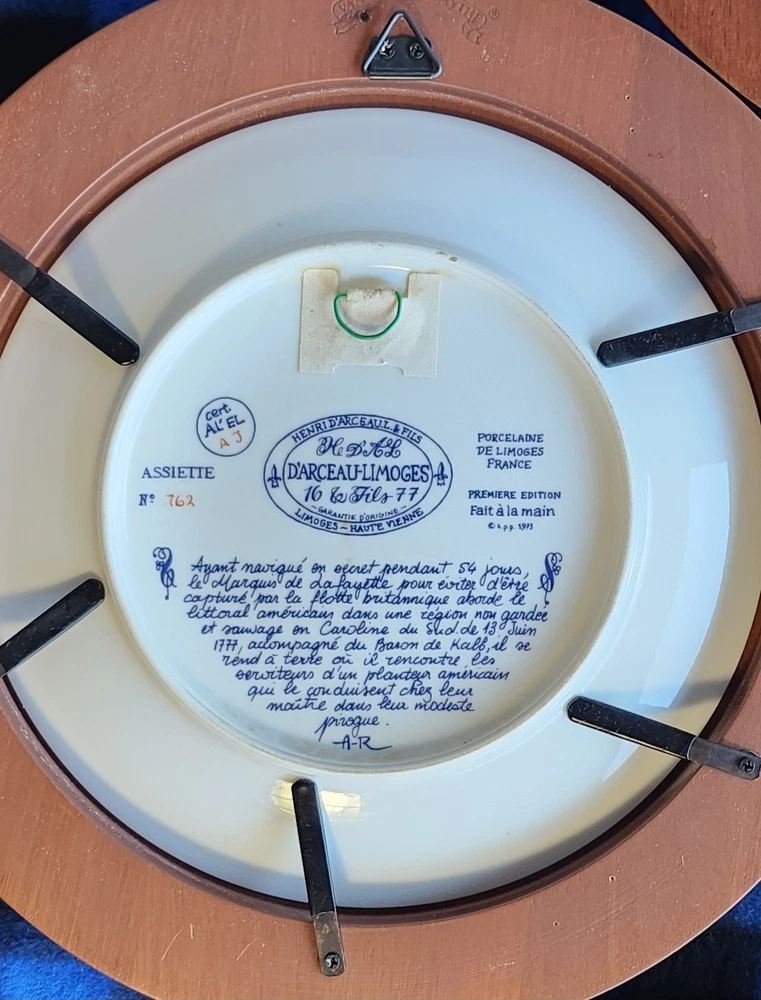 cert.
AL'EL
AJ
HENRI D'ARCEAU L. & FILS
H D'A L
D'ARCEAU-LIMOGES
16 & Fils 77
GARANTIE D'ORIGINE
LIMOGES - HAUTE VIENNE
PORCELAINE
DE LIMOGES
FRANCE
ASSIETTE
Nº 762
PREMIERE EDITION
Fait à la main
© h.p.p. 1973
Ayant navigué en secret pendant 54 jours,
le Marquis de Lafayette pour éviter d'être
capturé par la flotte britannique aborde le
littoral américain dans une région non gardée
et sauvage en Caroline du Sud. de 13 Juin
1777, accompagné du Baron de Kalb, il se
rend à terre où il rencontre les
serviteurs d'un planteur américain
qui le conduisent chez leur
maître dans leur modeste
pirogue.
A-R